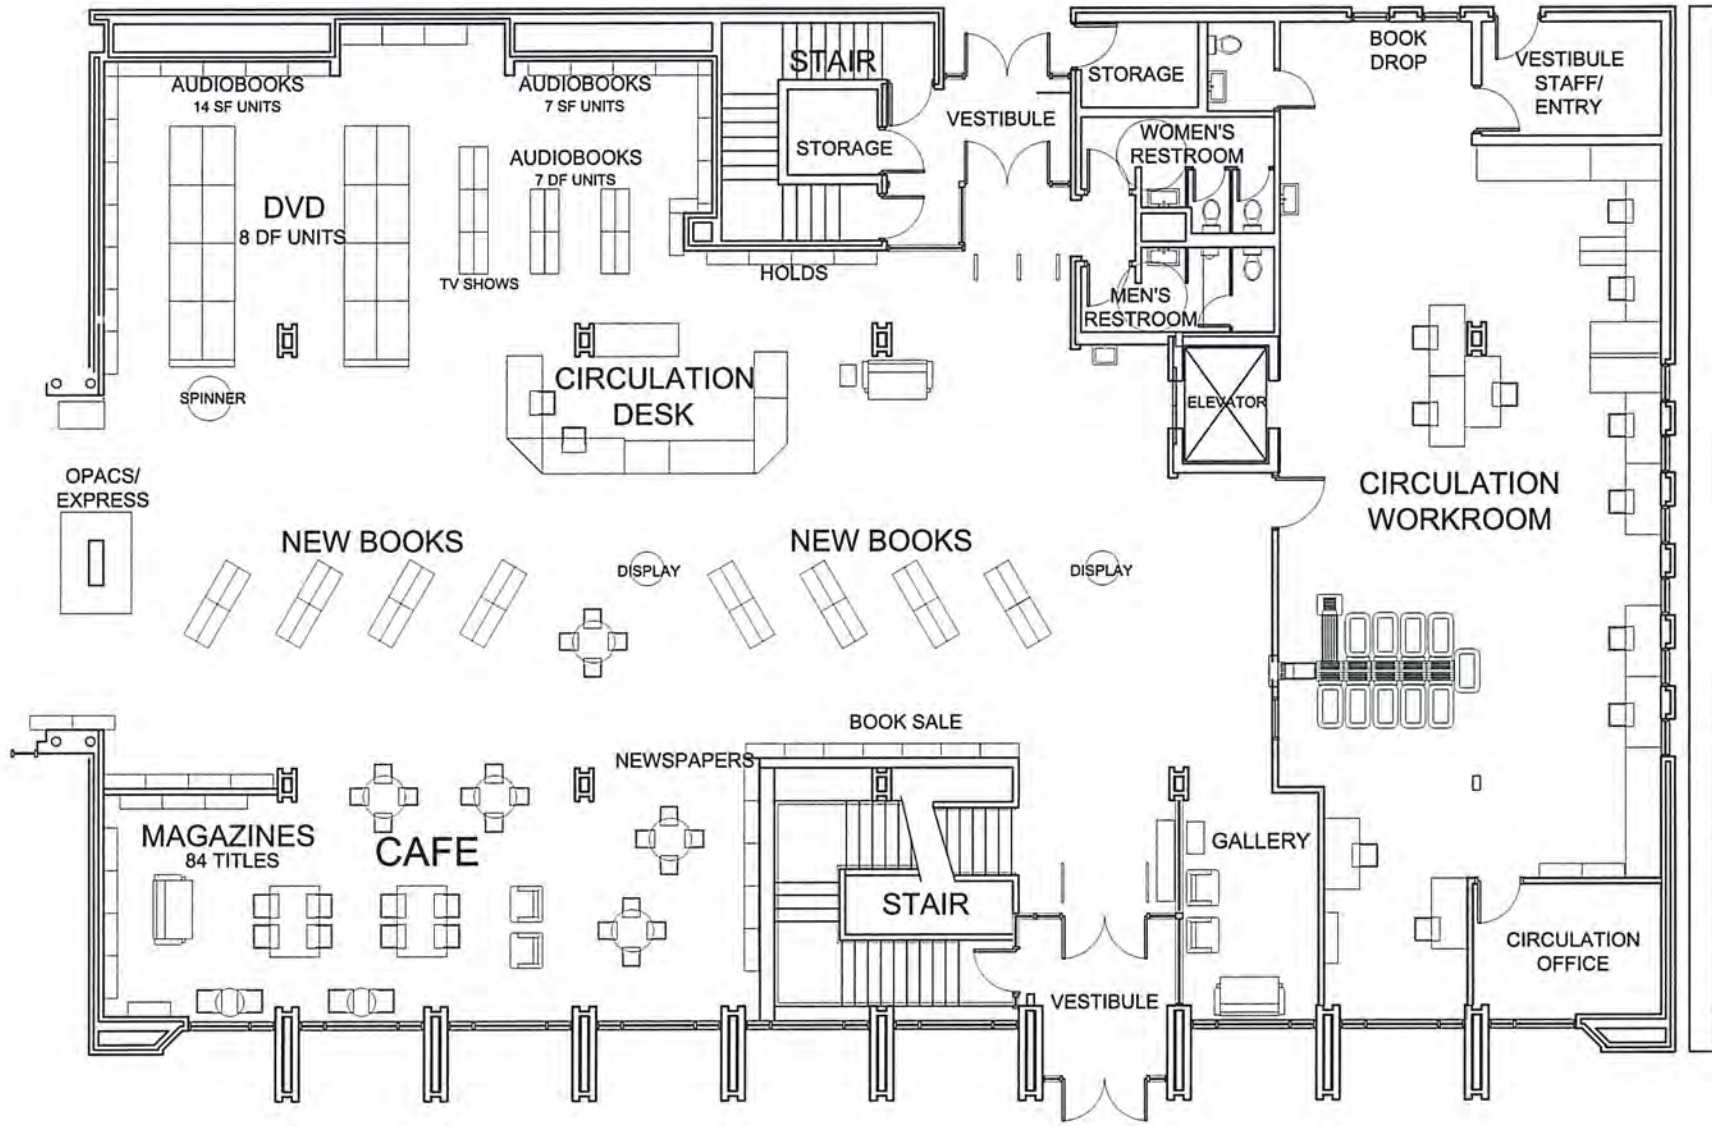 STAIR
STORAGE
VESTIBULE
STORAGE
BOOK
DROP
VESTIBULE
STAFF/
ENTRY
AUDIOBOOKS
14 SF UNITS
AUDIOBOOKS
7 SF UNITS
AUDIOBOOKS
7 DF UNITS
WOMEN'S
RESTROOM
DVD
8 DF UNITS
TV SHOWS
HOLDS
MEN'S
RESTROOM
SPINNER
CIRCULATION
DESK
ELEVATOR
OPACS/
EXPRESS
CIRCULATION
WORKROOM
NEW BOOKS
DISPLAY
NEW BOOKS
DISPLAY
BOOK SALE
NEWSPAPERS
MAGAZINES
84 TITLES
CAFE
GALLERY
STAIR
CIRCULATION
OFFICE
VESTIBULE